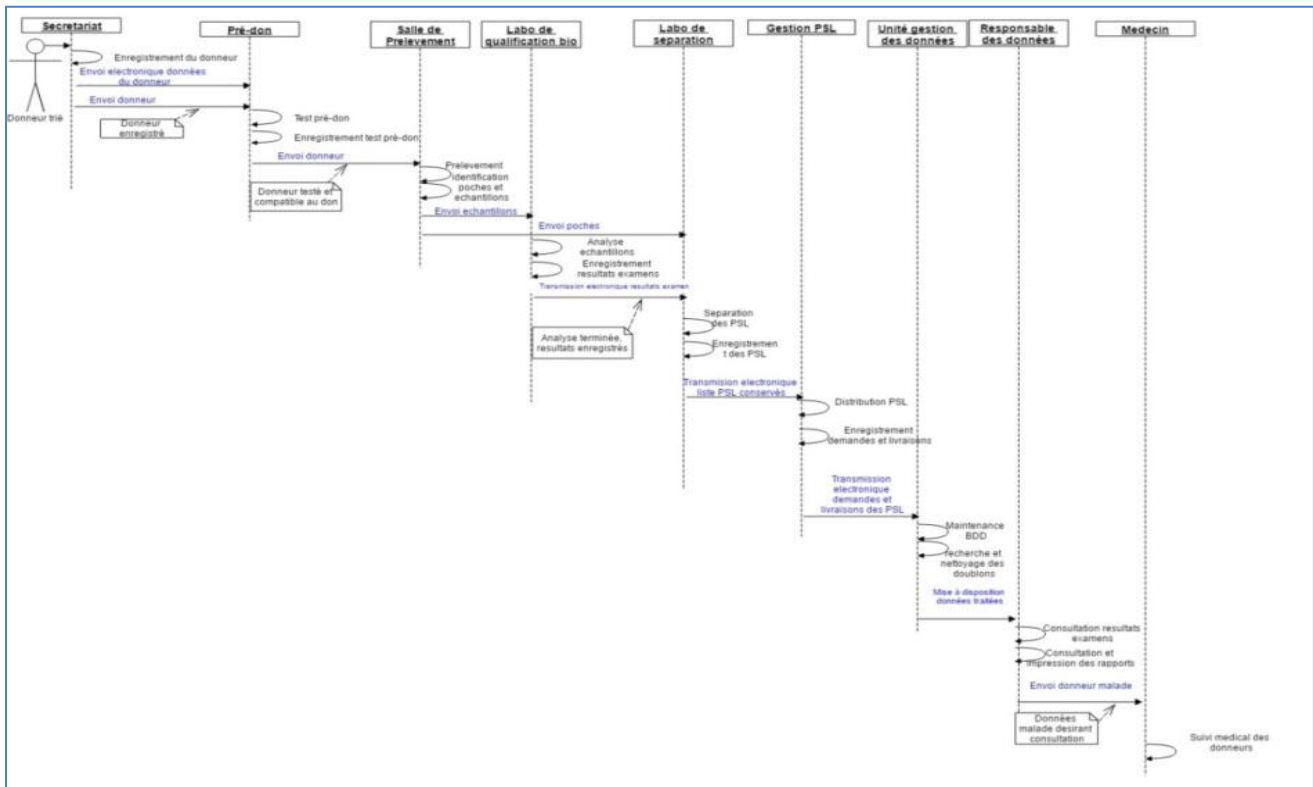 Secretariat
Pré-don
Salle de
Prelevement
Labo de
qualification bio
Labo de
separation
Gestion PSL
Unité gestion
des données
Responsable
des données
Medecin
Donneur trié
Enregistrement du donneur
Envoi electronique données
du donneur
Envoi donneur
Donneur
enregistré
Test pré-don
Enregistrement test pré-don
Envoi donneur
Donneur testé et
compatible au don
Prelevement
identification
poches et
echantillons
Envoi echantillons
Envoi poches
Analyse
echantillons
Enregistrement
resultats examens
Transmission electronique resultats examen
Analyse terminée,
resultats enregistrés
Separation
des PSL
Enregistremen
t des PSL
Transmision electronique
liste PSL conservés
Distribution PSL
Enregistrement
demandes et livraisons
Transmission
electronique
demandes et
livraisons des PSL
Maintenance
BDD
recherche et
nettoyage des
doublons
Mise à disposition
données traitées
Consultation resultats
examens
Consultation et
impression des rapports
Envoi donneur malade
Données
malade desirant
consultation
Suivi medical des
donneurs